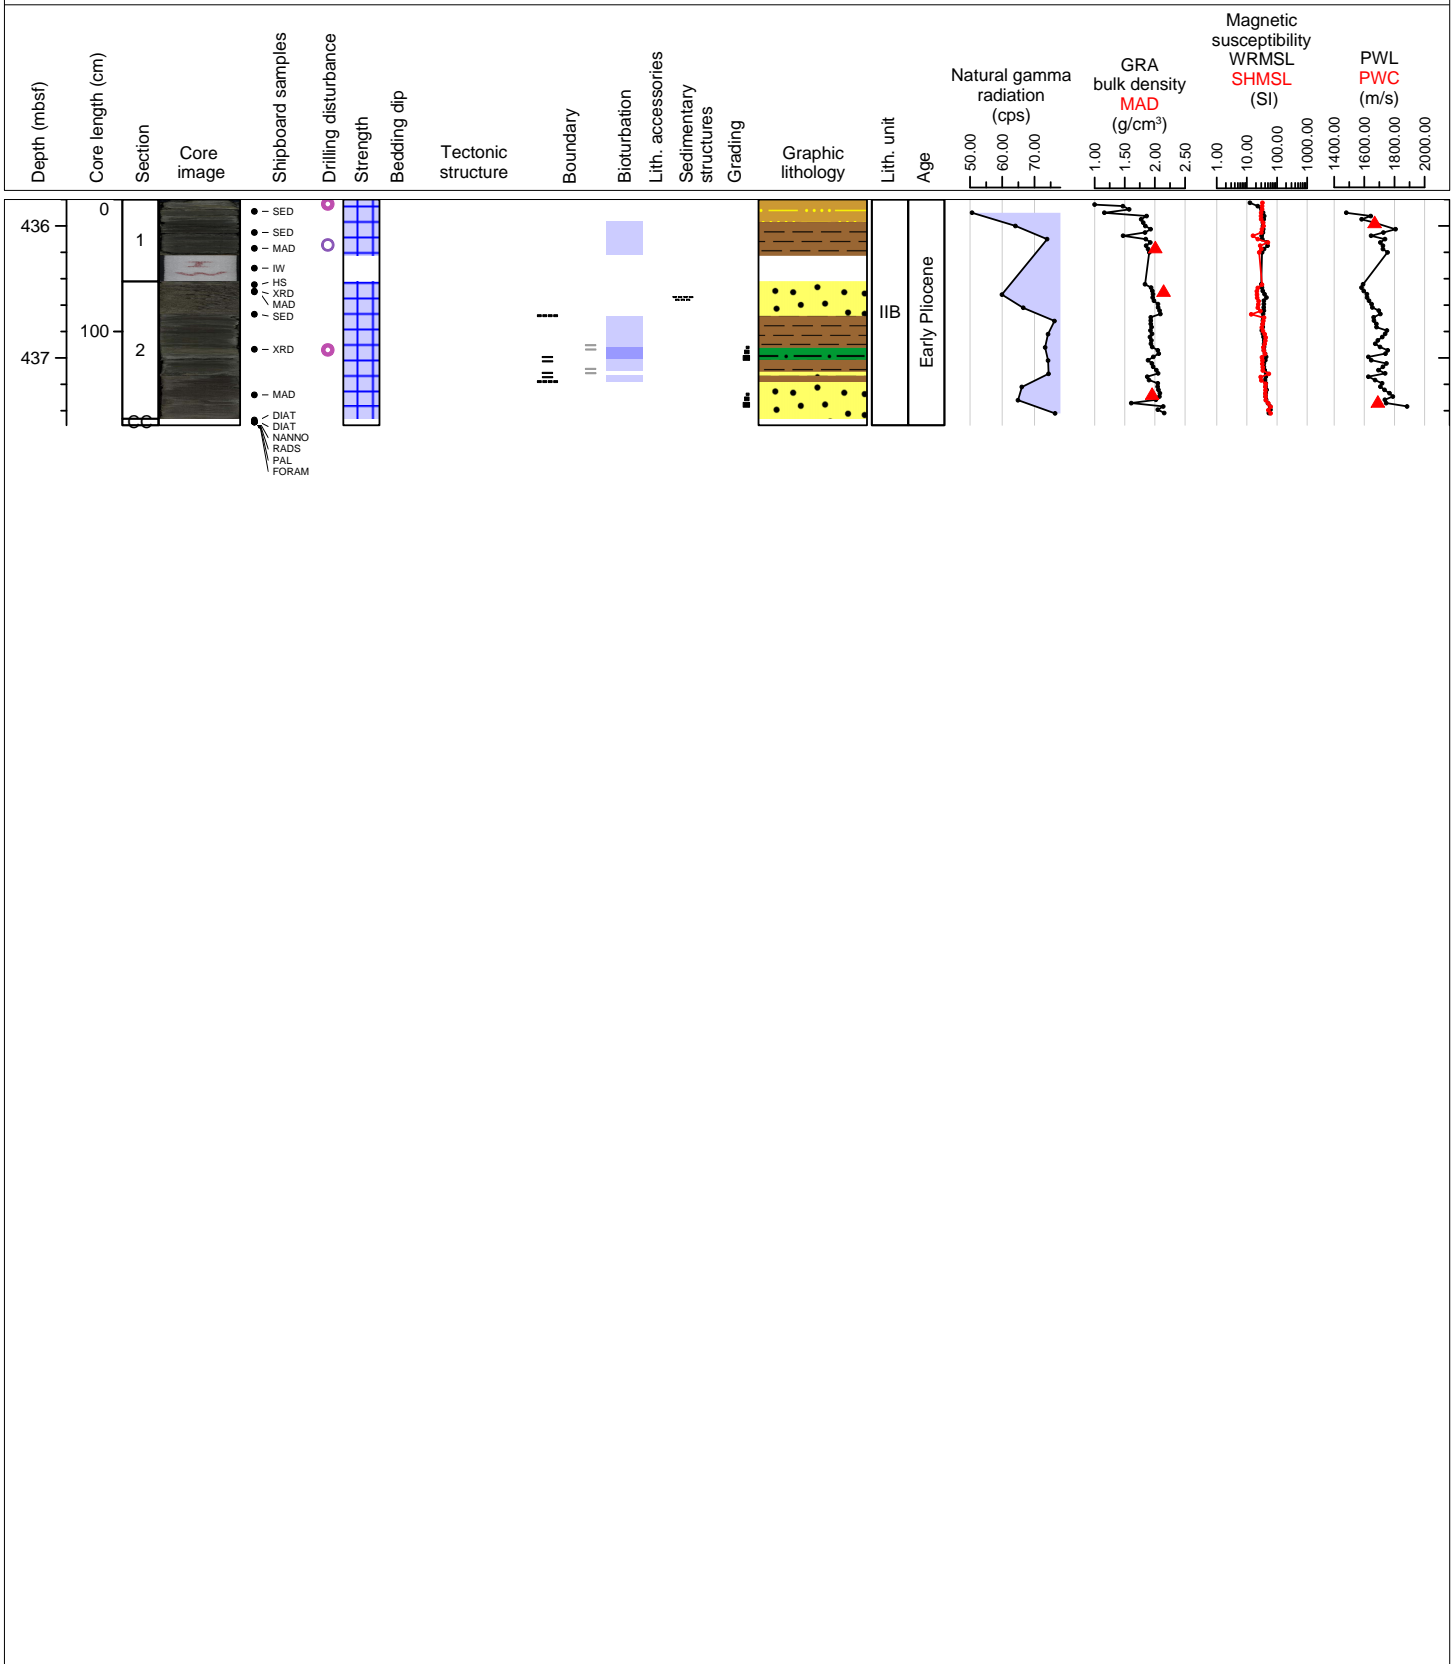 Depth (mbsf)
Core length (cm)
Section
Core
image
Shipboard samples
Drilling disturbance
Strength
Bedding dip
Tectonic
structure
Boundary
Bioturbation
Lith. accessories
Sedimentary
structures
Grading
Graphic
lithology
Lith. unit
Age
Natural gamma
radiation
(cps)
50.00
60.00
70.00
GRA
bulk density
MAD
(g/cm³)
1.00
1.50
2.00
2.50
Magnetic
susceptibility
WRMSL
SHMSL
(SI)
1.00
10.00
100.00
1000.00
PWL
PWC
(m/s)
1400.00
1600.00
1800.00
2000.00
436
437
0
100
1
2
CC
SED
SED
MAD
IW
HS
XRD
MAD
SED
XRD
MAD
DIAT
DIAT
NANNO
RADS
PAL
FORAM
IIB
Early Pliocene